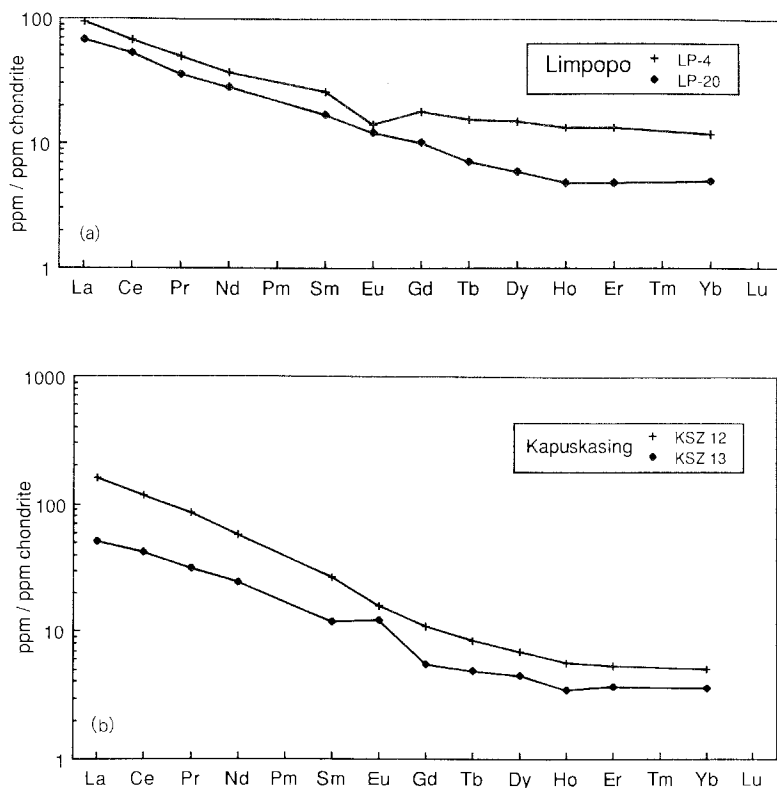 100
10
1
ppm / ppm chondrite
Limpopo
+ LP-4
LP-20
(a)
La Ce Pr Nd Pm Sm Eu Gd Tb Dy Ho Er Tm Yb Lu
1000
100
10
1
ppm / ppm chondrite
Kapuskasing
+ KSZ 12
KSZ 13
(b)
La Ce Pr Nd Pm Sm Eu Gd Tb Dy Ho Er Tm Yb Lu